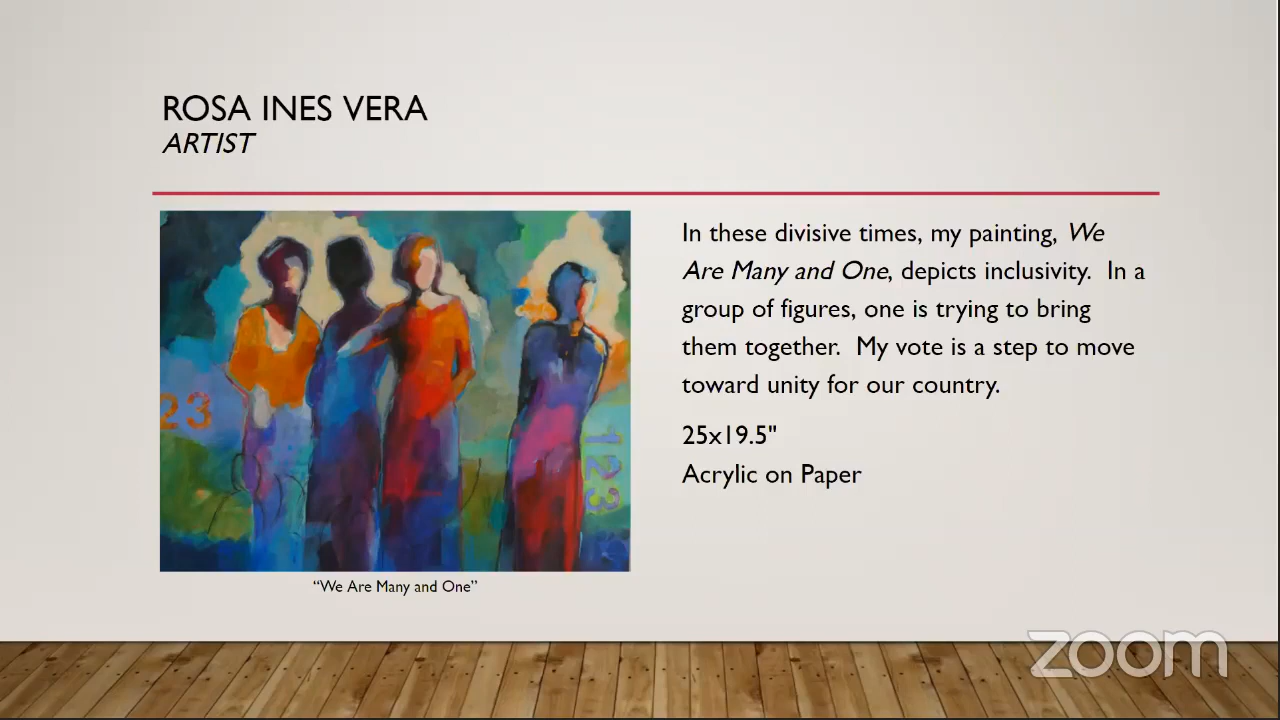 ROSA INES VERA
ARTIST
23
123
In these divisive times, my painting, We
Are Many and One, depicts inclusivity.  In a
group of figures, one is trying to bring
them together.  My vote is a step to move
toward unity for our country.
25x19.5"
Acrylic on Paper
“We Are Many and One”
zoom